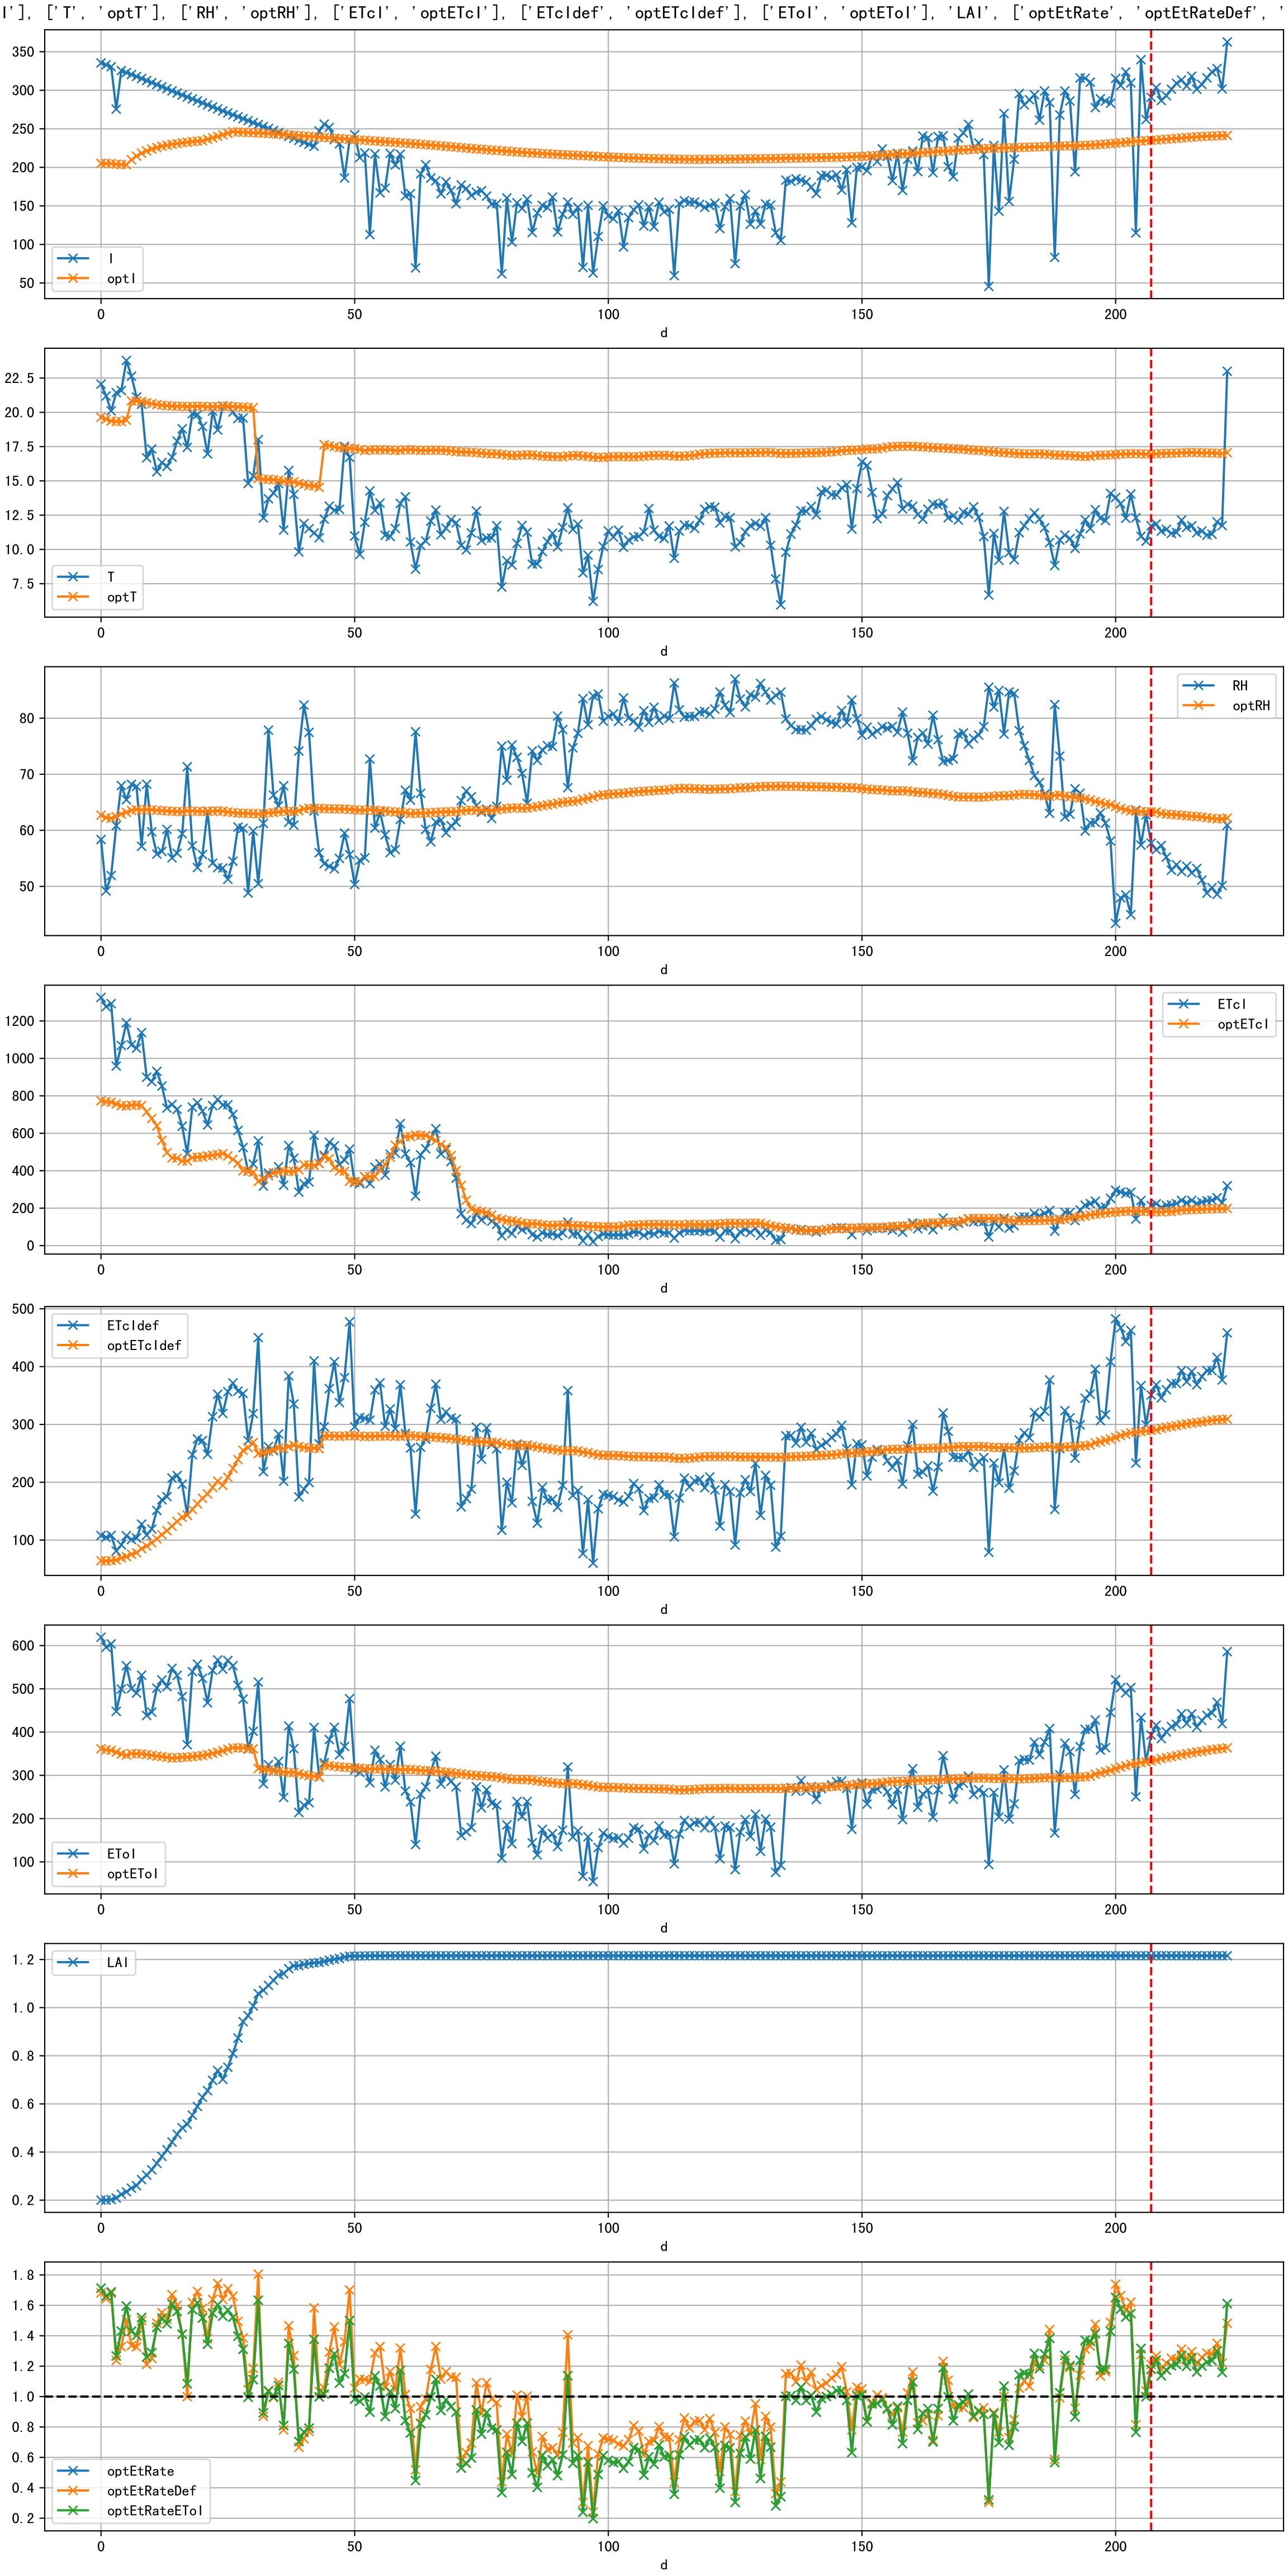 I'], ['T', 'optT'], ['RH', 'optRH'], ['ETcI', 'optETcI'], ['ETcIdef', 'optETcIdef'], ['EToI', 'optEToI'], 'LAI', ['optEtRate', 'optEtRateDef', '
350
300
250
200
150
100
50
I
optI
0 50 100 150 200
d
22.5
20.0
17.5
15.0
12.5
10.0
7.5
T
optT
0 50 100 150 200
d
80
70
60
50
RH
optRH
0 50 100 150 200
d
1200
1000
800
600
400
200
0
ETcI
optETcI
0 50 100 150 200
d
500
400
300
200
100
ETcIdef
optETcIdef
0 50 100 150 200
d
600
500
400
300
200
100
EToI
optEToI
0 50 100 150 200
d
1.2
1.0
0.8
0.6
0.4
0.2
LAI
0 50 100 150 200
d
1.8
1.6
1.4
1.2
1.0
0.8
0.6
0.4
0.2
optEtRate
optEtRateDef
optEtRateEToI
0 50 100 150 200
d